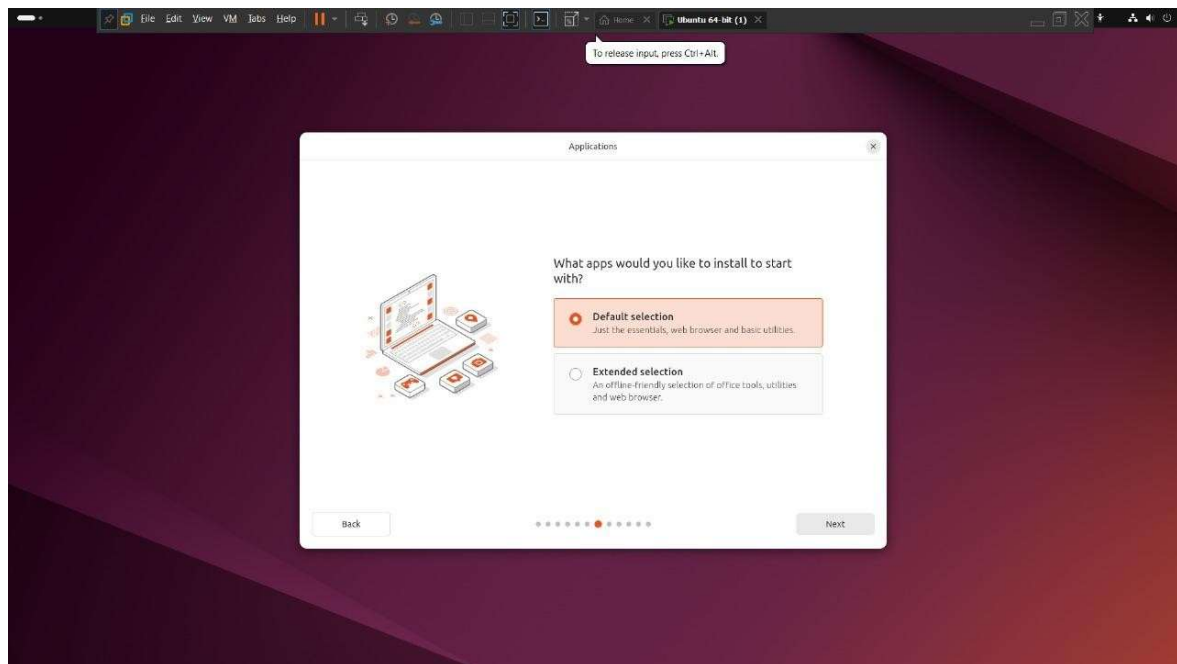 File Edit View VM Tabs Help Home Ubuntu 64-bit (1)
To release input, press Ctrl+Alt.
Applications
What apps would you like to install to start
with?
Default selection
Just the essentials, web browser and basic utilities.
Extended selection
An offline-friendly selection of office tools, utilities
and web browser.
Back Next